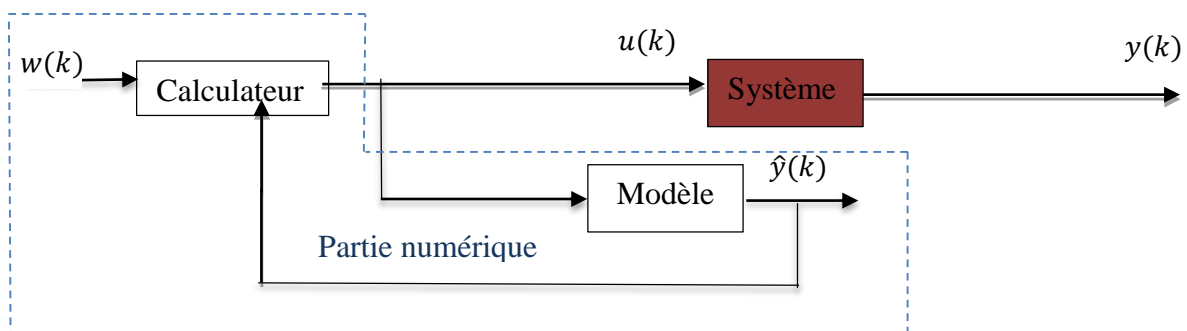 w(k)
Calculateur
u(k)
Système
y(k)
Modèle
ŷ(k)
Partie numérique